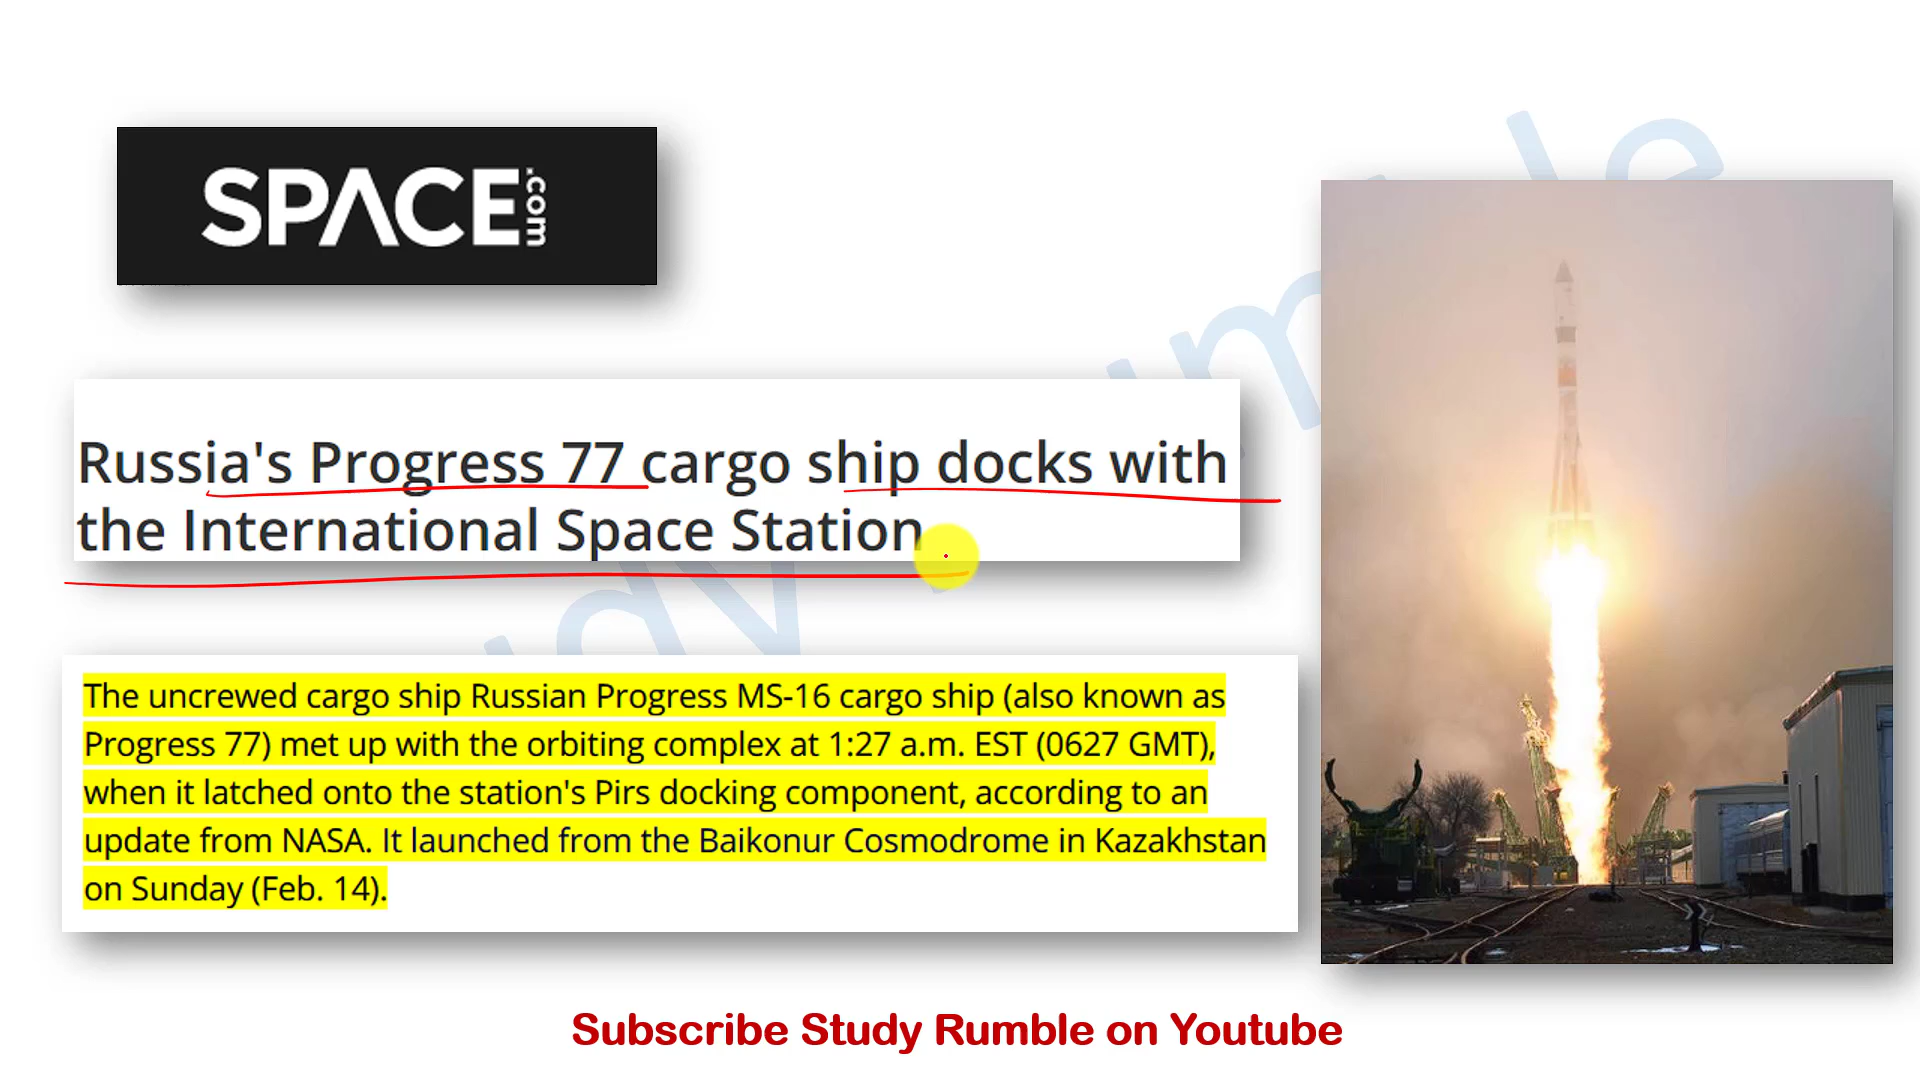 SPACE.com
Russia's Progress 77 cargo ship docks with
the International Space Station
The uncrewed cargo ship Russian Progress MS-16 cargo ship (also known as
Progress 77) met up with the orbiting complex at 1:27 a.m. EST (0627 GMT),
when it latched onto the station's Pirs docking component, according to an
update from NASA. It launched from the Baikonur Cosmodrome in Kazakhstan
on Sunday (Feb. 14).
Subscribe Study Rumble on Youtube